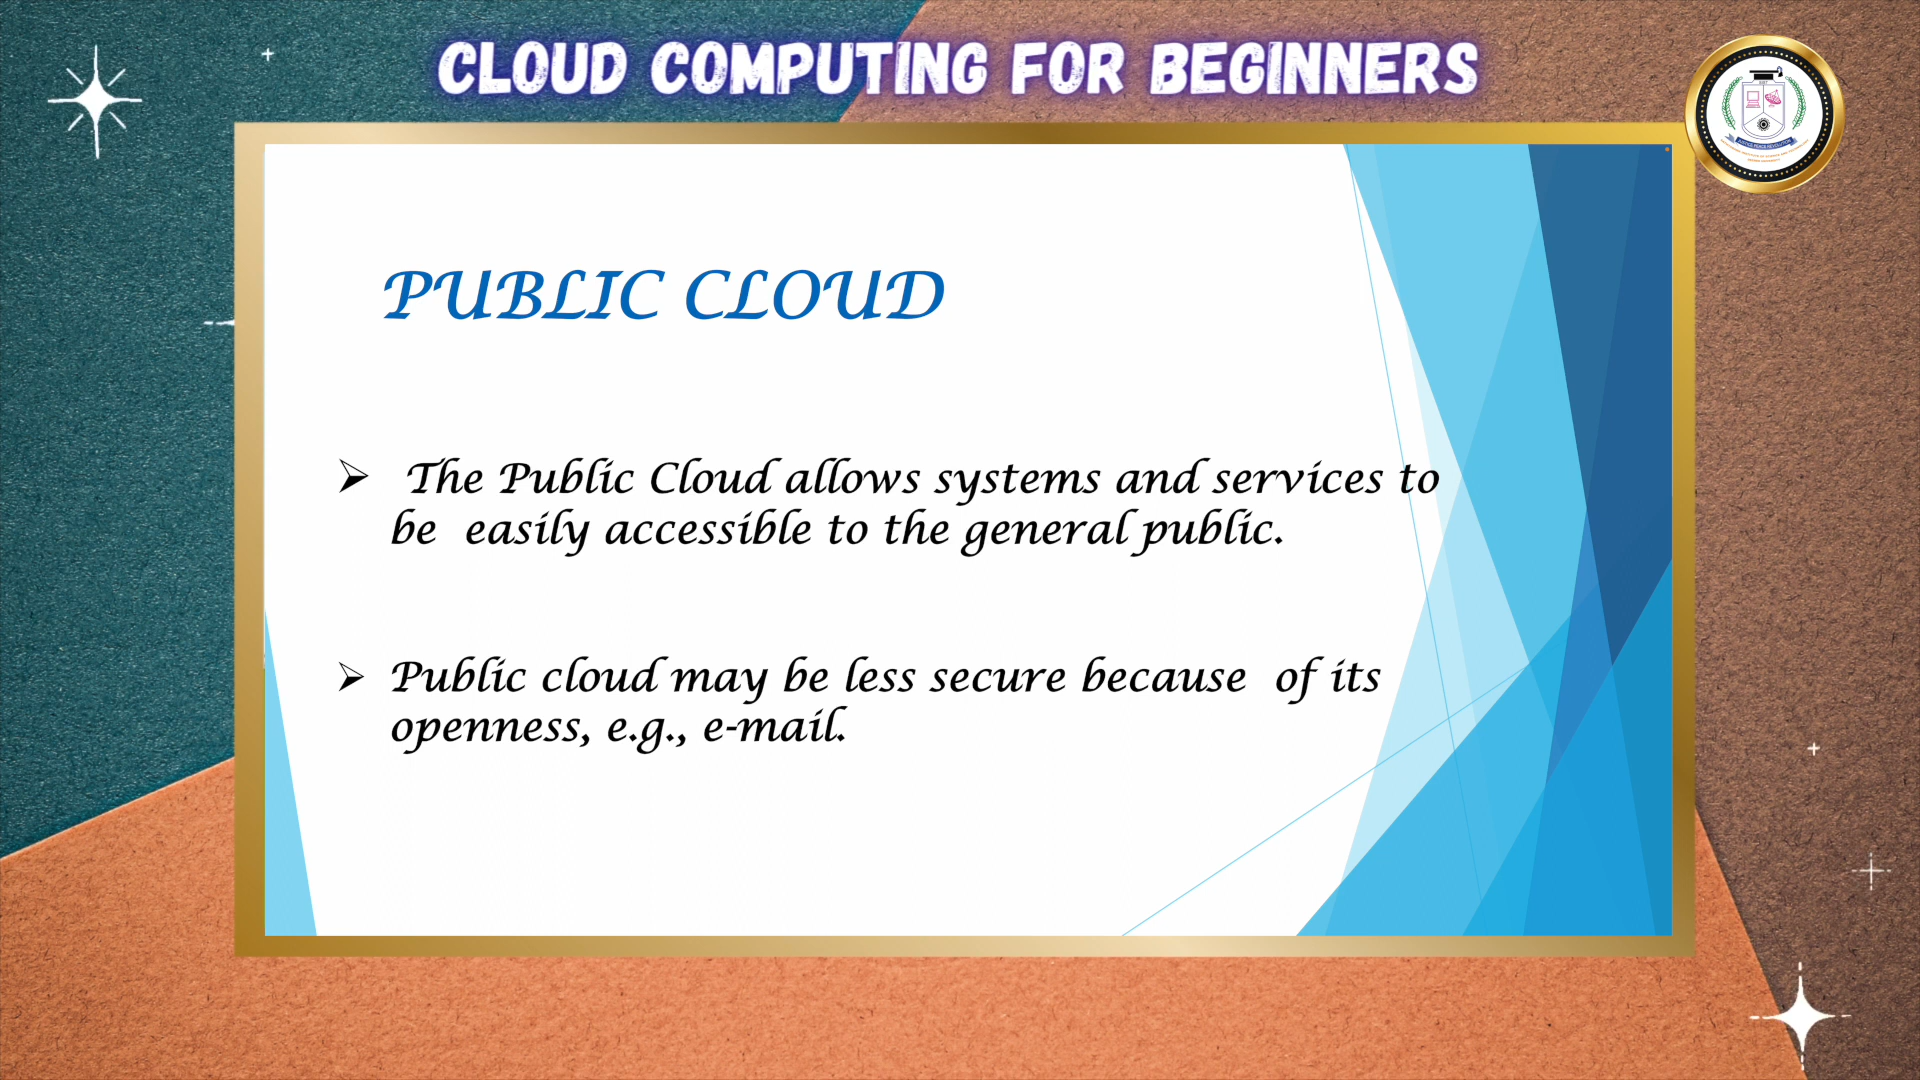 CLOUD COMPUTING FOR BEGINNERS
PUBLIC CLOUD
The Public Cloud allows systems and services to
be easily accessible to the general public.
Public cloud may be less secure because of its
openness, e.g., e-mail.